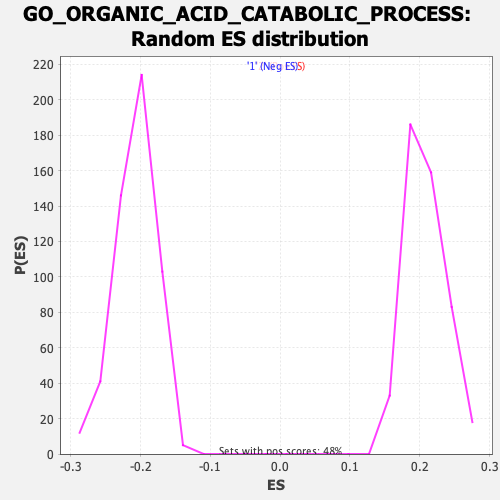 GO_ORGANIC_ACID_CATABOLIC_PROCESS:
Random ES distribution
'1' (Neg ES)S)
220
200
180
160
140
120
100
80
60
40
20
0
P(ES)
Sets with pos scores: 48%
-0.3 -0.2 -0.1 0.0 0.1 0.2 0.3
ES